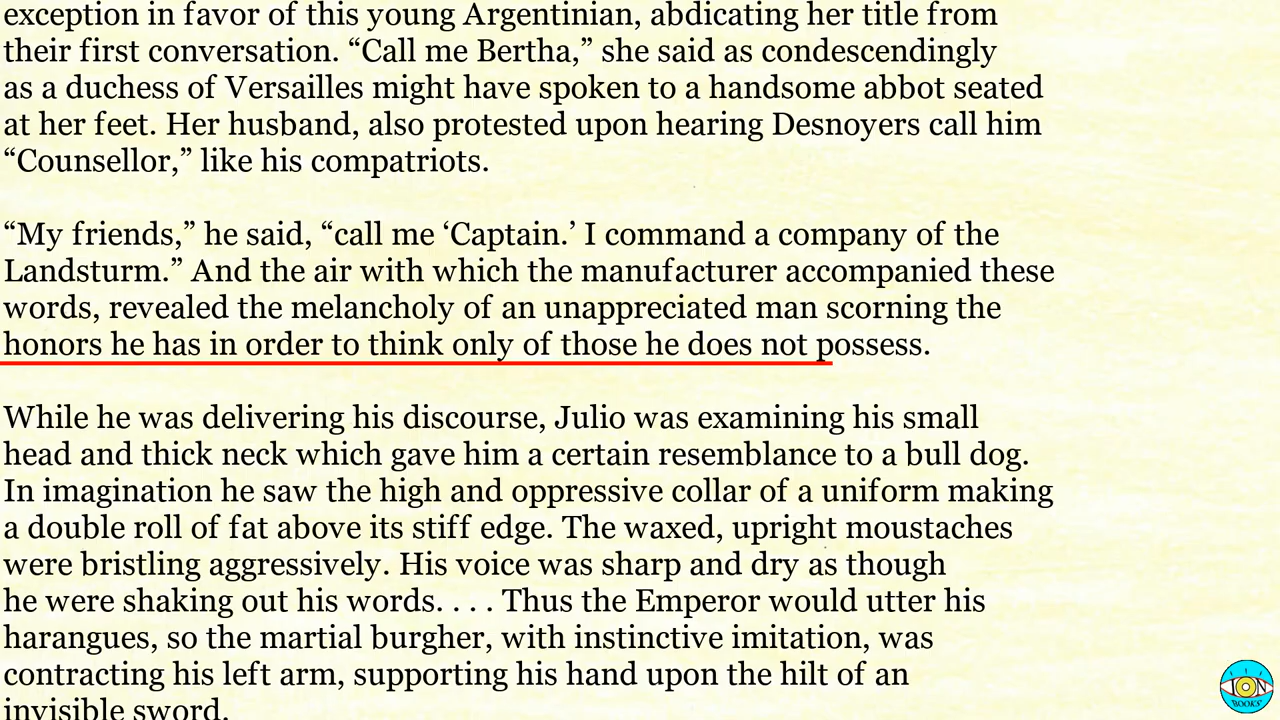 exception in favor of this young Argentinian, abdicating her title from
their first conversation. “Call me Bertha,” she said as condescendingly
as a duchess of Versailles might have spoken to a handsome abbot seated
at her feet. Her husband, also protested upon hearing Desnoyers call him
“Counsellor,” like his compatriots.
“My friends,” he said, “call me ‘Captain.’ I command a company of the
Landsturm.” And the air with which the manufacturer accompanied these
words, revealed the melancholy of an unappreciated man scorning the
honors he has in order to think only of those he does not possess.
While he was delivering his discourse, Julio was examining his small
head and thick neck which gave him a certain resemblance to a bull dog.
In imagination he saw the high and oppressive collar of a uniform making
a double roll of fat above its stiff edge. The waxed, upright moustaches
were bristling aggressively. His voice was sharp and dry as though
he were shaking out his words. . . . Thus the Emperor would utter his
harangues, so the martial burgher, with instinctive imitation, was
contracting his left arm, supporting his hand upon the hilt of an
invisible sword.
ION
BOOKS